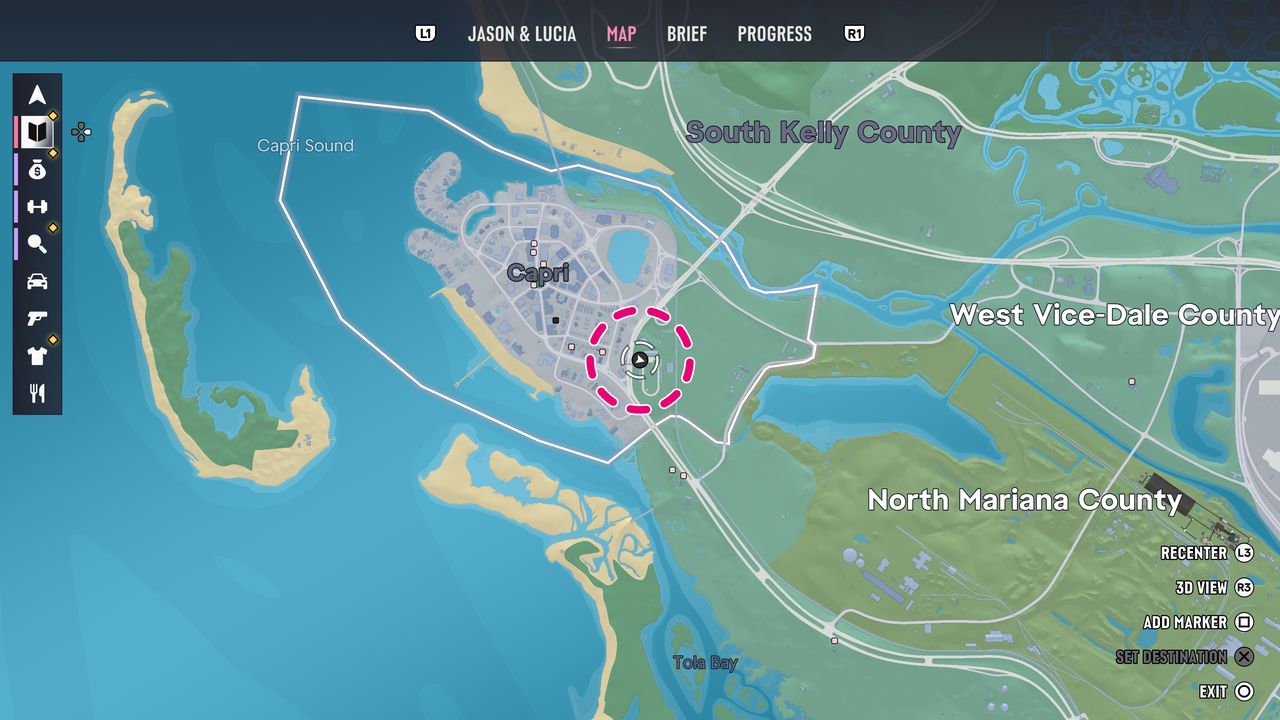 L1 JASON & LUCIA MAP BRIEF PROGRESS R1
South Kelly County
Capri Sound
Capri
West Vice-Dale County
North Mariana County
RECENTER L3
3D VIEW R3
ADD MARKER
SET DESTINATION
Tola Bay
EXIT